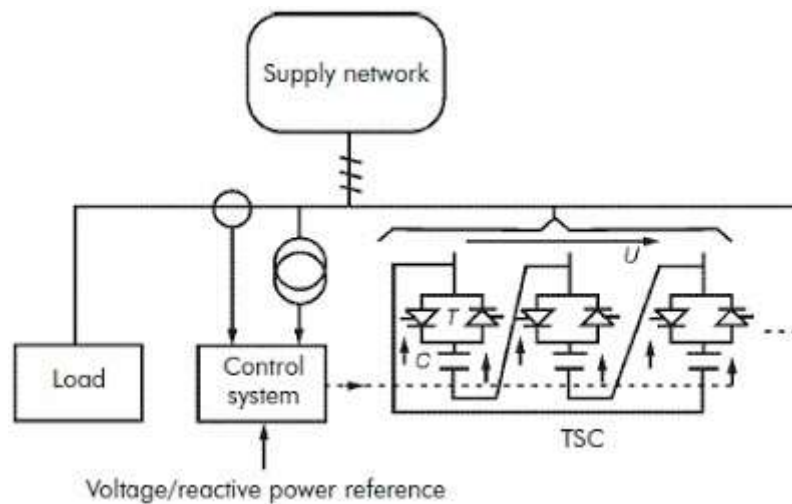 Supply network
U
T
C
Load
Control
system
TSC
Voltage/reactive power reference